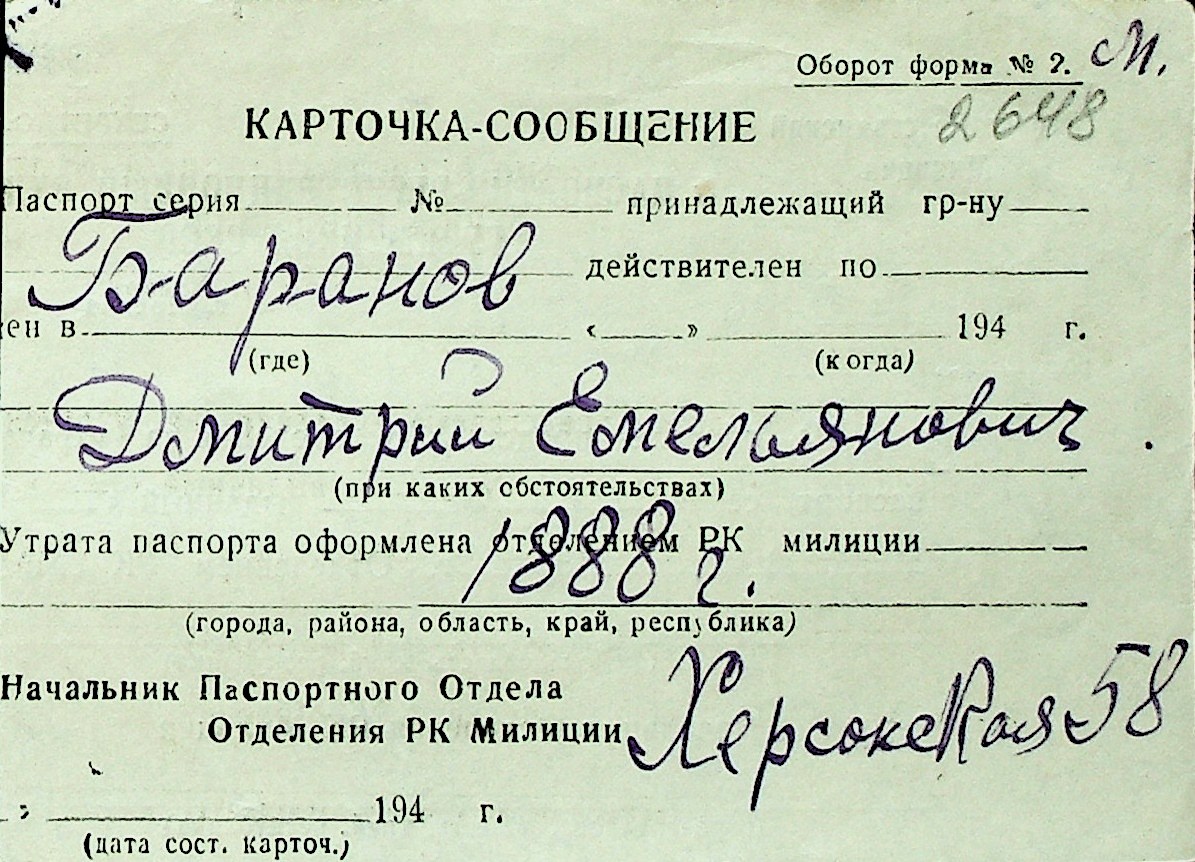 Оборот форма № 2. М.
КАРТОЧКА-СООБЩЕНИЕ 2648
Паспорт серия № принадлежащий гр-ну
Баранов действителен по
ен в « » 194 г.
(где) (когда)
Дмитрий Емельянович.
(при каких обстоятельствах)
Утрата паспорта оформлена отделением РК милиции
1888 г.
(города, района, область, край, республика)
Начальник Паспортного Отдела
Отделения РК Милиции Херсонская 58
» 194 г.
(дата сост. карточ.)